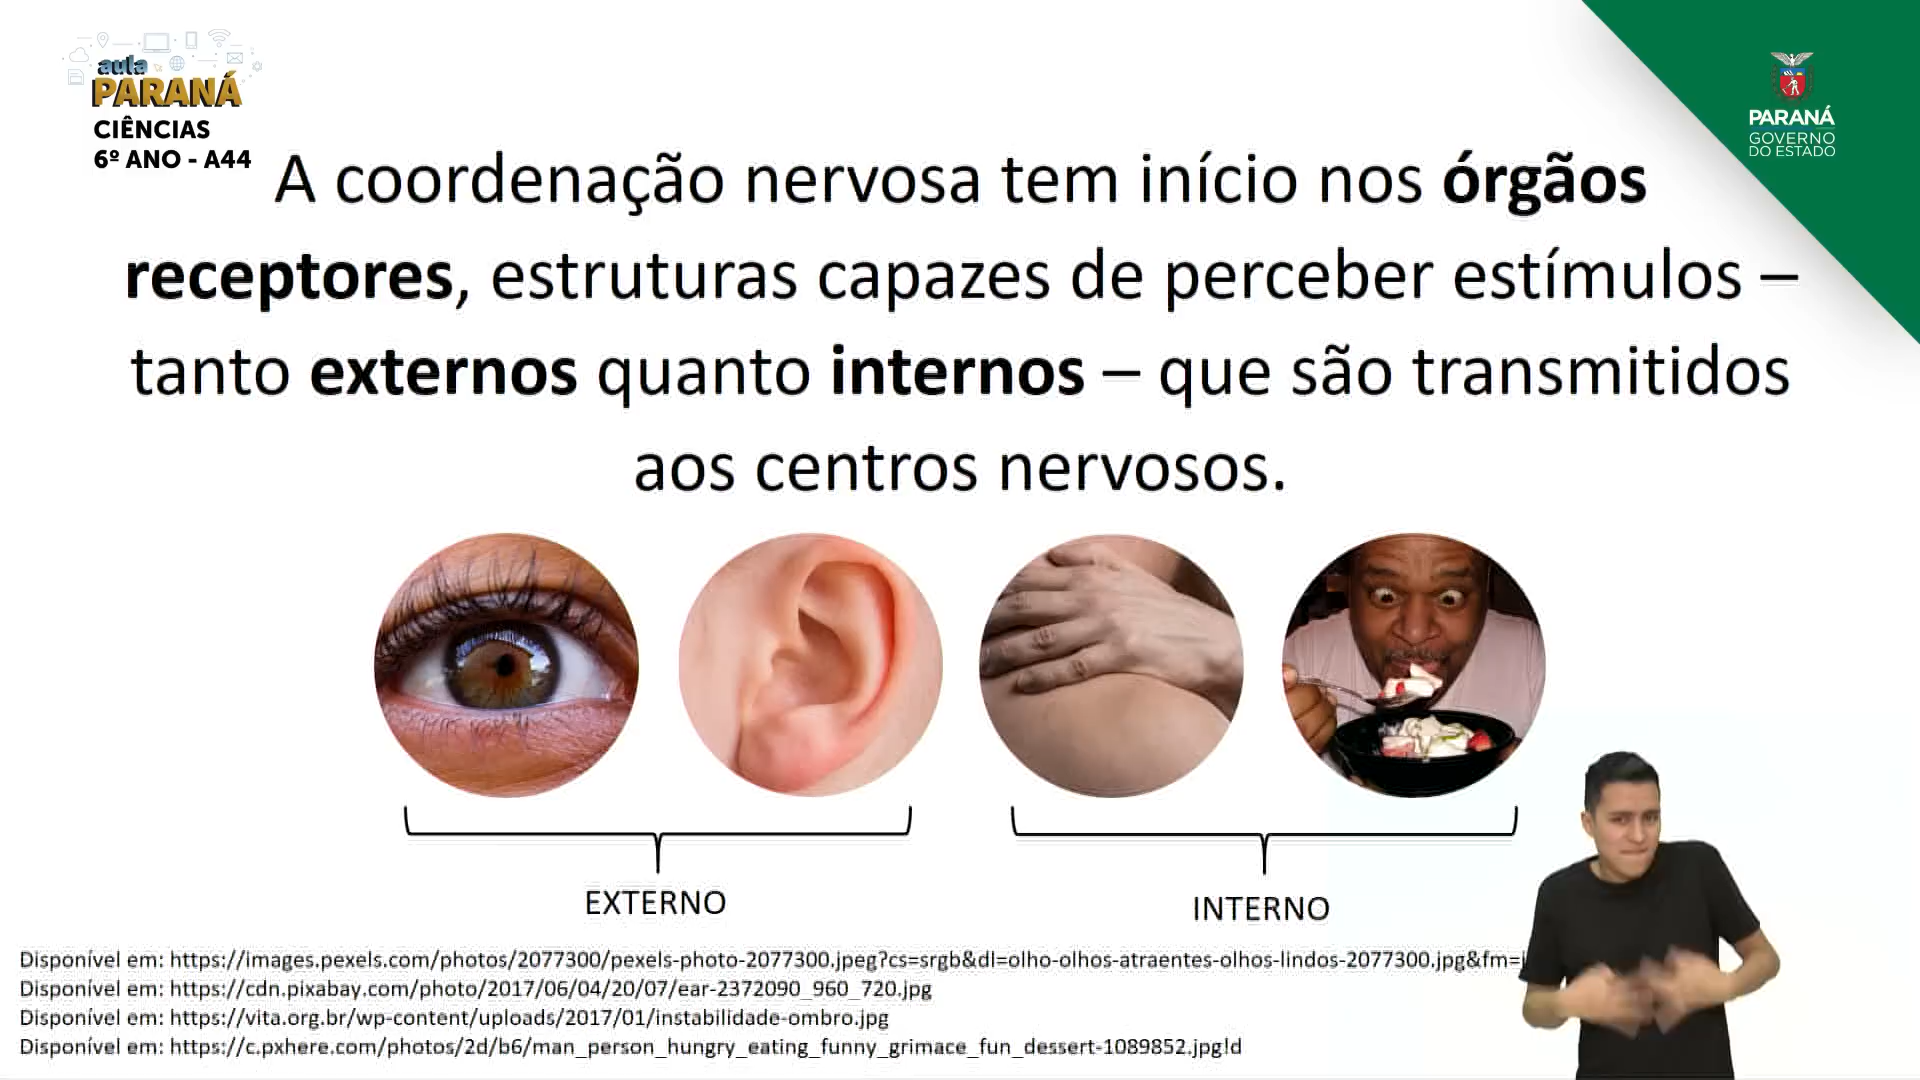 aula
PARANÁ
CIÊNCIAS
6º ANO - A44
PARANÁ
GOVERNO
DO ESTADO
A coordenação nervosa tem início nos órgãos
receptores, estruturas capazes de perceber estímulos –
tanto externos quanto internos – que são transmitidos
aos centros nervosos.
EXTERNO
INTERNO
Disponível em: https://images.pexels.com/photos/2077300/pexels-photo-2077300.jpeg?cs=srgb&dl=olho-olhos-atraentes-olhos-lindos-2077300.jpg&fm=j
Disponível em: https://cdn.pixabay.com/photo/2017/06/04/20/07/ear-2372090_960_720.jpg
Disponível em: https://vita.org.br/wp-content/uploads/2017/01/instabilidade-ombro.jpg
Disponível em: https://c.pxhere.com/photos/2d/b6/man_person_hungry_eating_funny_grimace_fun_dessert-1089852.jpg!d